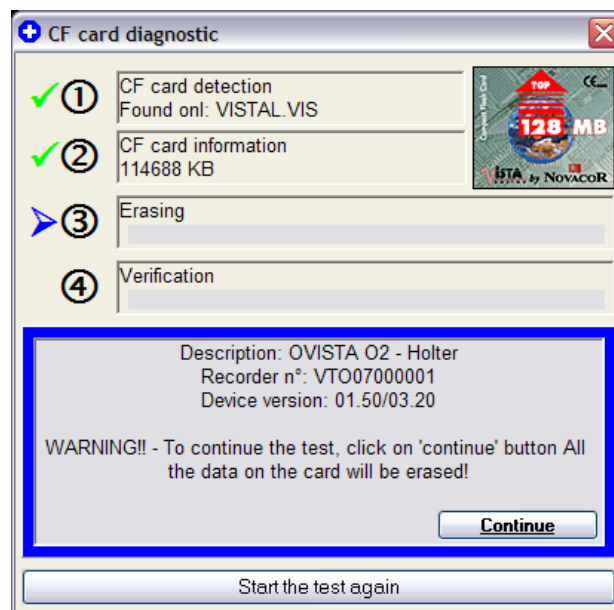 CF card diagnostic
① CF card detection
Found onl: VISTAL.VIS
② CF card information
114688 KB
TOP
CE
Compact Flash Card
128 MB
VISTA by NOVACOR
③ Erasing
④ Verification
Description: OVISTA O2 - Holter
Recorder n°: VTO07000001
Device version: 01.50/03.20
WARNING!! - To continue the test, click on 'continue' button All
the data on the card will be erased!
Continue
Start the test again